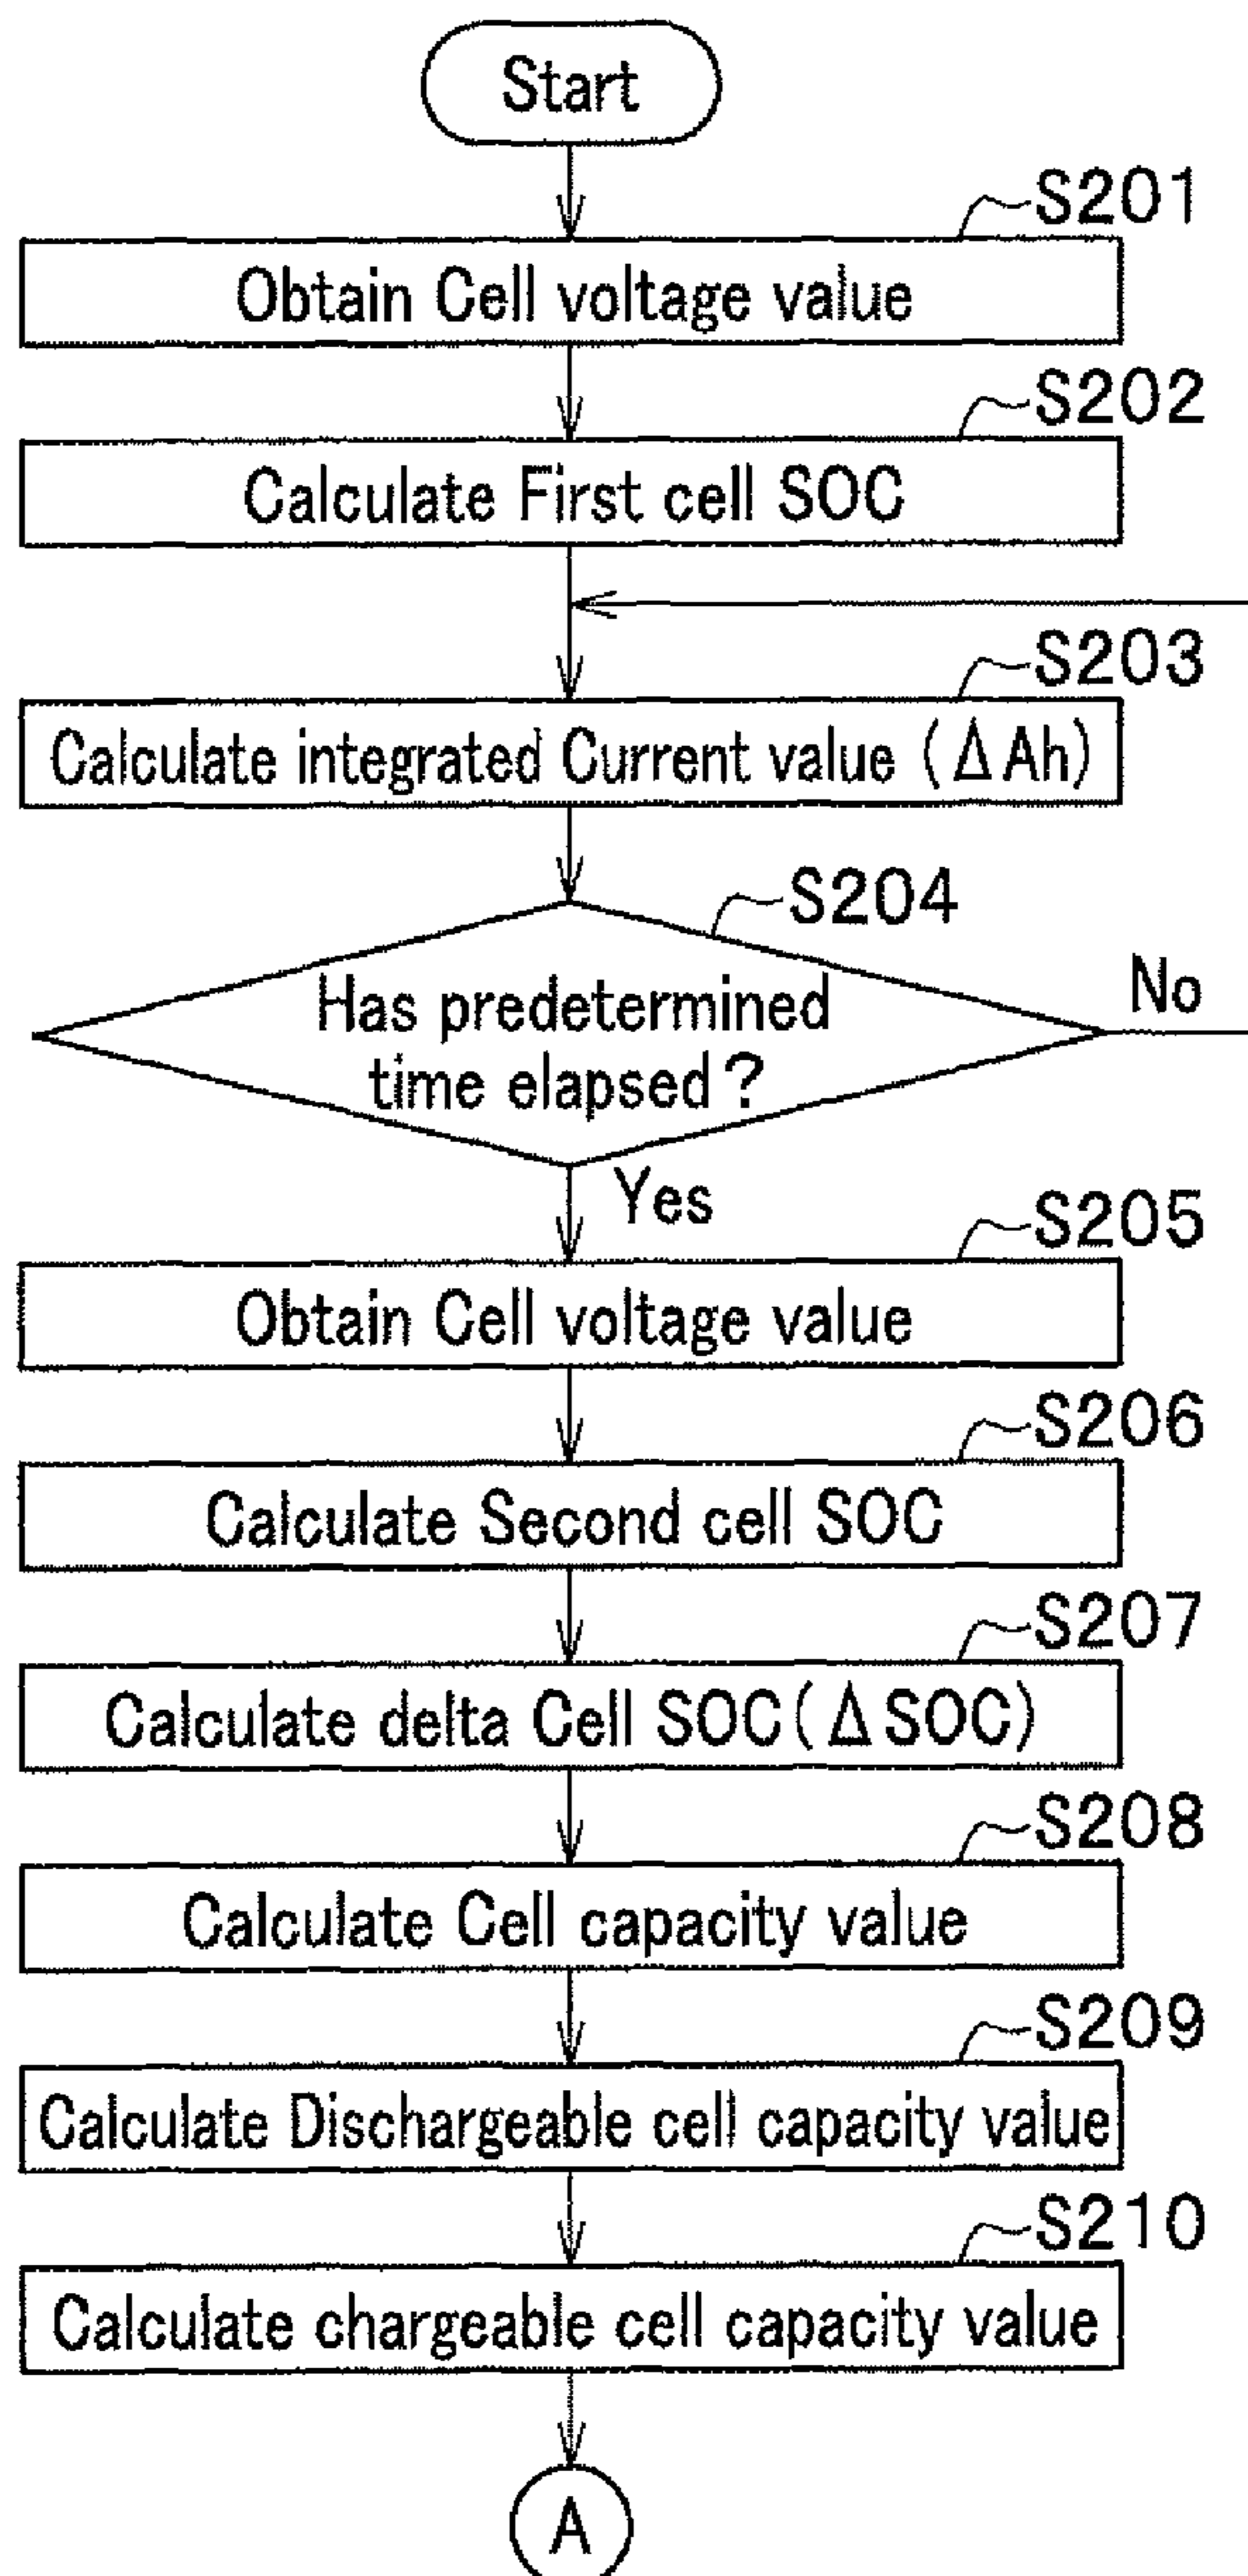 Start
S201
Obtain Cell voltage value
S202
Calculate First cell SOC
S203
Calculate integrated Current value (ΔAh)
S204
Has predetermined
time elapsed?
No
Yes
S205
Obtain Cell voltage value
S206
Calculate Second cell SOC
S207
Calculate delta Cell SOC(ΔSOC)
S208
Calculate Cell capacity value
S209
Calculate Dischargeable cell capacity value
S210
Calculate chargeable cell capacity value
A